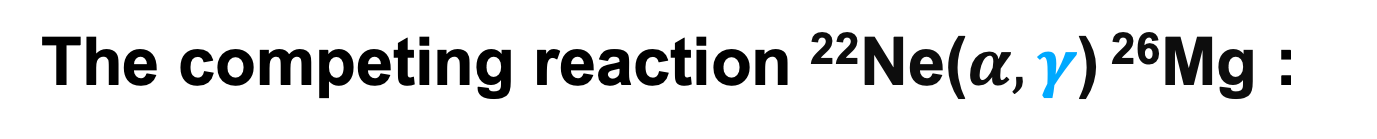 The competing reaction ²²Ne(α,γ) ²⁶Mg :